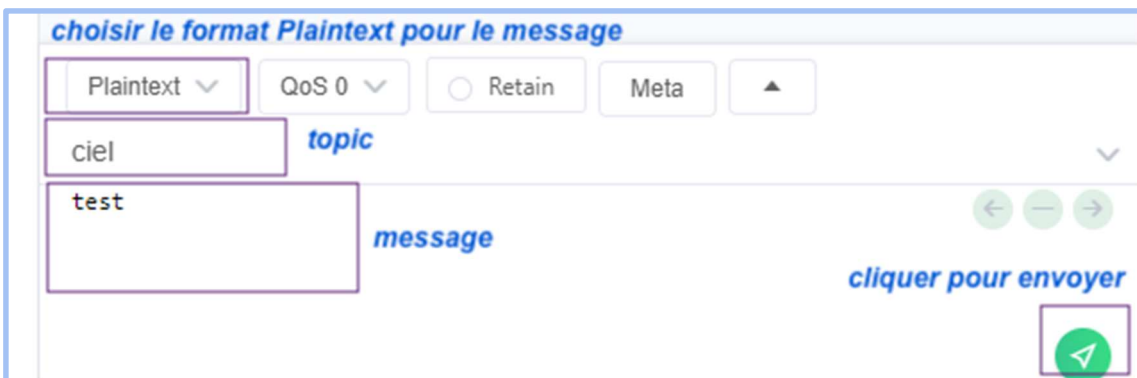 choisir le format Plaintext pour le message
Plaintext QoS 0 Retain Meta
ciel topic
test
message
cliquer pour envoyer